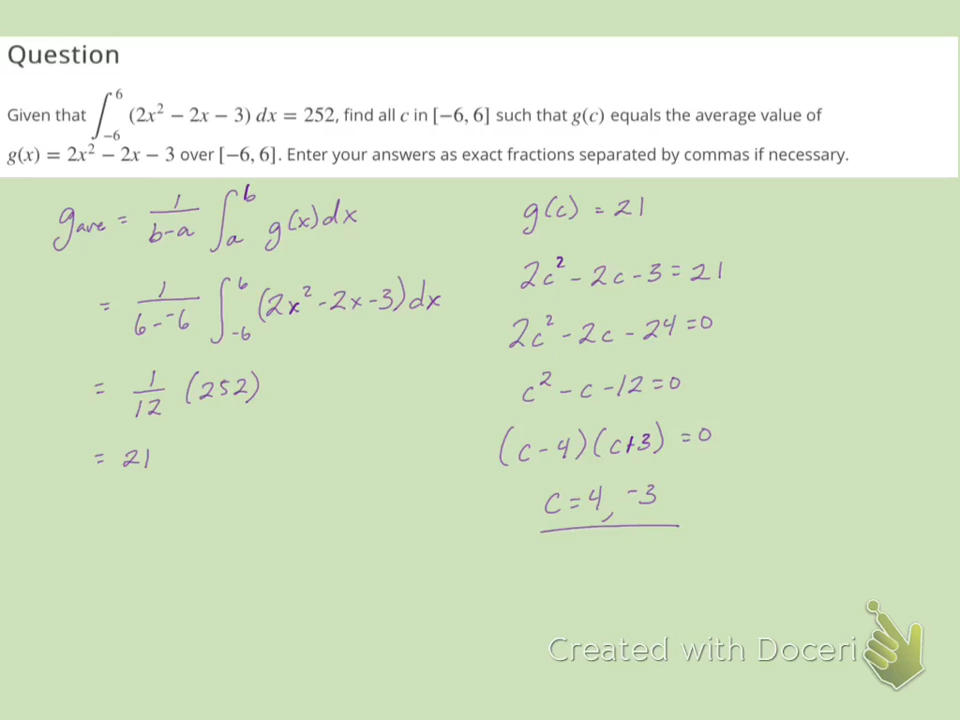 Question
Given that ∫_{−6}^{6} (2x² − 2x − 3) dx = 252, find all c in [−6, 6] such that g(c) equals the average value of
g(x) = 2x² − 2x − 3 over [−6, 6]. Enter your answers as exact fractions separated by commas if necessary.
g_ave = 1/(b-a) ∫_a^b g(x)dx
= 1/(6--6) ∫_{-6}^{6} (2x²-2x-3)dx
= 1/12 (252)
= 21
g(c) = 21
2c² - 2c - 3 = 21
2c² - 2c - 24 = 0
c² - c - 12 = 0
(c - 4)(c+3) = 0
c = 4, -3
Created with Doceri